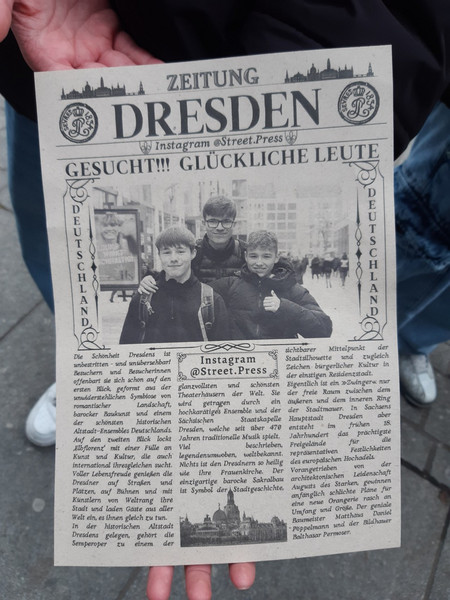 ZEITUNG
DRESDEN
Instagram @Street.Press
GESUCHT!!! GLÜCKLICHE LEUTE
DEUTSCHLAND
DEUTSCHLAND
Die Schönheit Dresdens ist
unbestritten - und unübersehbar!
Besuchern und Besucherinnen
offenbart sie sich schon auf den
ersten Blick, geformt aus der
unwiderstehlichen Symbiose von
romantischer Landschaft,
barocker Baukunst und einem
der schönsten historischen
Altstadt-Ensembles Deutschlands.
Auf den zweiten Blick lockt
„Elbflorenz" mit einer Fülle an
Kunst und Kultur, die auch
international Ihresgleichen sucht.
Voller Lebensfreude genießen die
Dresdner auf Straßen und
Plätzen, auf Bühnen und mit
Künstlern von Weltrang ihre
Stadt und laden Gäste aus aller
Welt ein, es ihnen gleich zu tun.
In der historischen Altstadt
Dresdens gelegen, gehört die
Semperoper zu einem der
Instagram
@Street.Press
glanzvollsten und schönsten
Theaterhäuser der Welt. Sie
wird getragen durch ein
hochkarätiges Ensemble und der
Sächsischen Staatskapelle
Dresden, welche seit über 470
Jahren traditionelle Musik spielt.
Viel beschrieben,
legendenumwoben, weltbekannt.
Nichts ist den Dresdnern so heilig
wie ihre Frauenkirche. Der
einzigartige barocke Sakralbau
ist Symbol der Stadtgeschichte,
sichtbarer Mittelpunkt der
Stadtsilhouette und zugleich
Zeichen bürgerlicher Kultur in
der einstigen Residenzstadt.
Eigentlich ist ein »Zwinger« nur
der freie Raum zwischen dem
äußeren und dem inneren Ring
der Stadtmauer. In Sachsens
Hauptstadt Dresden aber
entsteht im frühen 18.
Jahrhundert das prächtigste
Freigelände für die
repräsentativen Festlichkeiten
des europäischen Hochadels.
Vorangetrieben von der
architektonischen Leidenschaft
Augusts des Starken, gewinnen
anfänglich schlichte Pläne für
eine neue Orangerie rasch an
Umfang und Größe. Der geniale
Baumeister Matthäus Daniel
Pöppelmann und der Bildhauer
Balthasar Permoser.